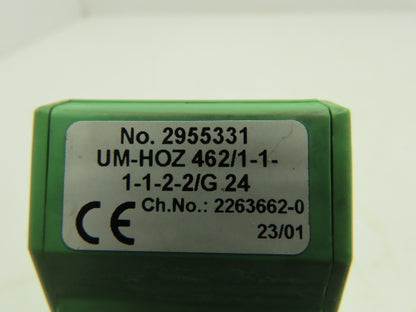 No. 2955331
UM-HOZ 462/1-1-
1-1-2-2/G 24
CE Ch.No.: 2263662-0
23/01